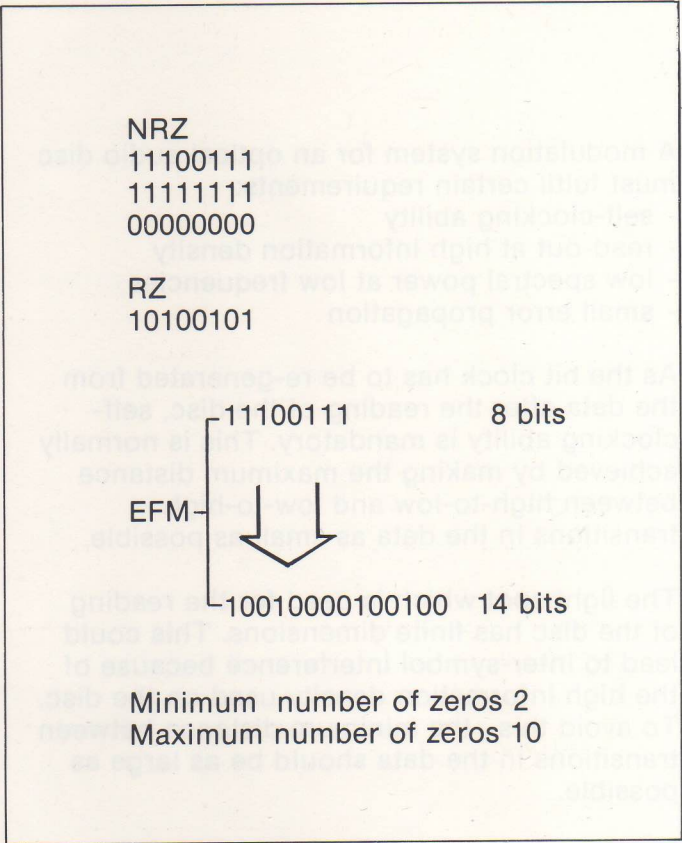 NRZ
11100111
11111111
00000000
RZ
10100101
11100111 8 bits
EFM
10010000100100 14 bits
Minimum number of zeros 2
Maximum number of zeros 10